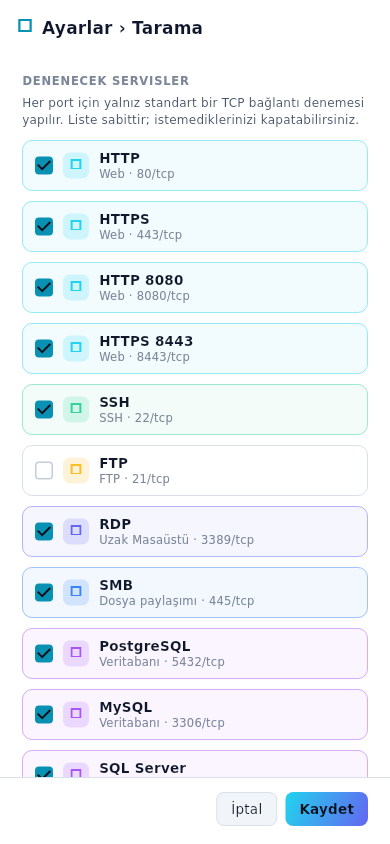 Ayarlar › Tarama
DENENECEK SERVİSLER
Her port için yalnız standart bir TCP bağlantı denemesi
yapılır. Liste sabittir; istemediklerinizi kapatabilirsiniz.
HTTP
Web · 80/tcp
HTTPS
Web · 443/tcp
HTTP 8080
Web · 8080/tcp
HTTPS 8443
Web · 8443/tcp
SSH
SSH · 22/tcp
FTP
FTP · 21/tcp
RDP
Uzak Masaüstü · 3389/tcp
SMB
Dosya paylaşımı · 445/tcp
PostgreSQL
Veritabanı · 5432/tcp
MySQL
Veritabanı · 3306/tcp
SQL Server
İptal
Kaydet